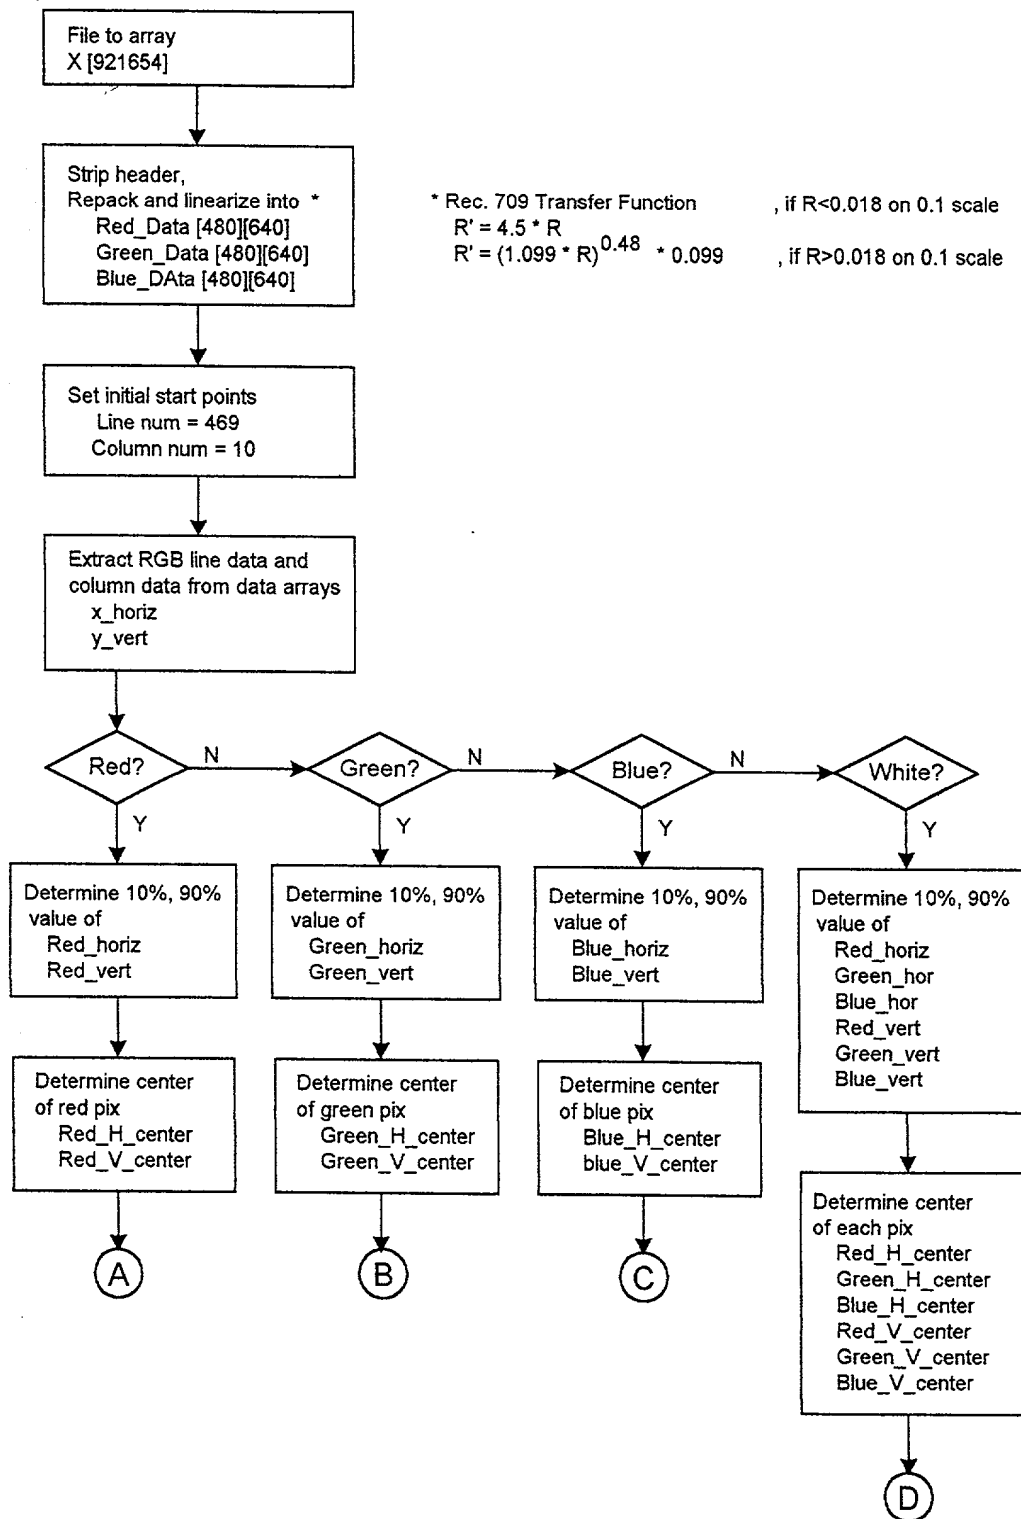 File to array
X [921654]
Strip header,
Repack and linearize into *
Red_Data [480][640]
Green_Data [480][640]
Blue_DAta [480][640]
* Rec. 709 Transfer Function , if R<0.018 on 0.1 scale
R' = 4.5 * R
R' = (1.099 * R)^0.48 * 0.099 , if R>0.018 on 0.1 scale
Set initial start points
Line num = 469
Column num = 10
Extract RGB line data and
column data from data arrays
x_horiz
y_vert
Red? N Green? N Blue? N White?
Y Y Y Y
Determine 10%, 90%
value of
Red_horiz
Red_vert
Determine center
of red pix
Red_H_center
Red_V_center
A
Determine 10%, 90%
value of
Green_horiz
Green_vert
Determine center
of green pix
Green_H_center
Green_V_center
B
Determine 10%, 90%
value of
Blue_horiz
Blue_vert
Determine center
of blue pix
Blue_H_center
blue_V_center
C
Determine 10%, 90%
value of
Red_horiz
Green_hor
Blue_hor
Red_vert
Green_vert
Blue_vert
Determine center
of each pix
Red_H_center
Green_H_center
Blue_H_center
Red_V_center
Green_V_center
Blue_V_center
D